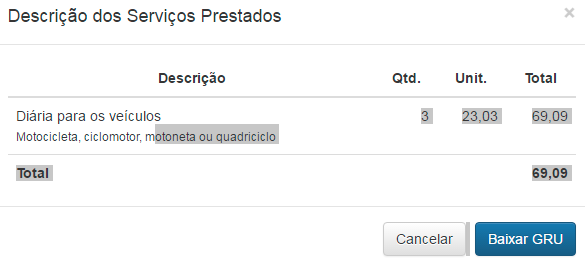 Descrição dos Serviços Prestados ×
Descrição Qtd. Unit. Total
Diária para os veículos 3 23,03 69,09
Motocicleta, ciclomotor, motoneta ou quadriciclo
Total 69,09
Cancelar Baixar GRU